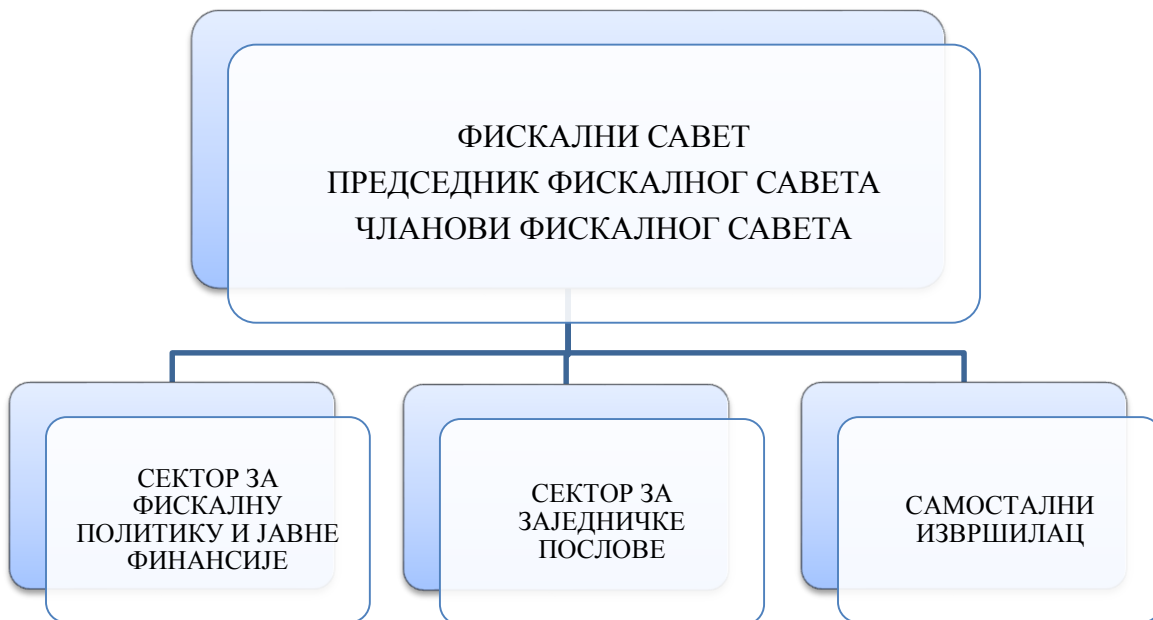 ФИСКАЛНИ САВЕТ
ПРЕДСЕДНИК ФИСКАЛНОГ САВЕТА
ЧЛАНОВИ ФИСКАЛНОГ САВЕТА
СЕКТОР ЗА
ФИСКАЛНУ
ПОЛИТИКУ И ЈАВНЕ
ФИНАНСИЈЕ
СЕКТОР ЗА
ЗАЈЕДНИЧКЕ
ПОСЛОВЕ
САМОСТАЛНИ
ИЗВРШИЛАЦ